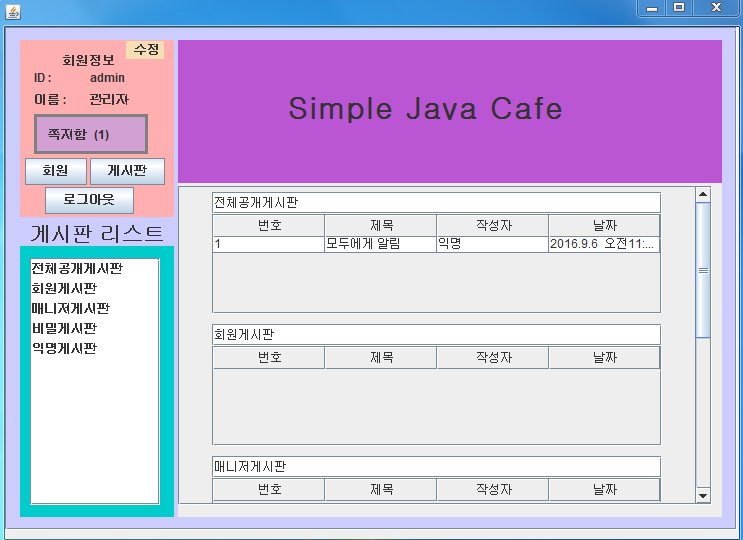 수정
회원정보
ID : admin
이름 : 관리자
쪽지함 (1)
회원 게시판
로그아웃
게시판 리스트
전체공개게시판
회원게시판
매니저게시판
비밀게시판
익명게시판
Simple Java Cafe
전체공개게시판
번호 제목 작성자 날짜
1 모두에게 알림 익명 2016.9.6 오전11:...
회원게시판
번호 제목 작성자 날짜
매니저게시판
번호 제목 작성자 날짜